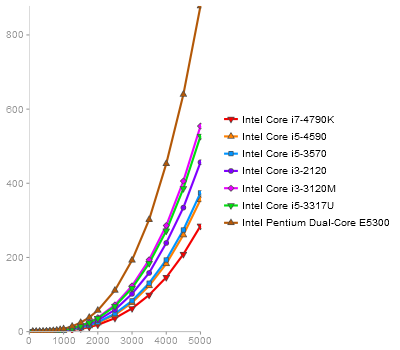 800
600
400
200
0
0 1000 2000 3000 4000 5000
Intel Core i7-4790K
Intel Core i5-4590
Intel Core i5-3570
Intel Core i3-2120
Intel Core i3-3120M
Intel Core i5-3317U
Intel Pentium Dual-Core E5300